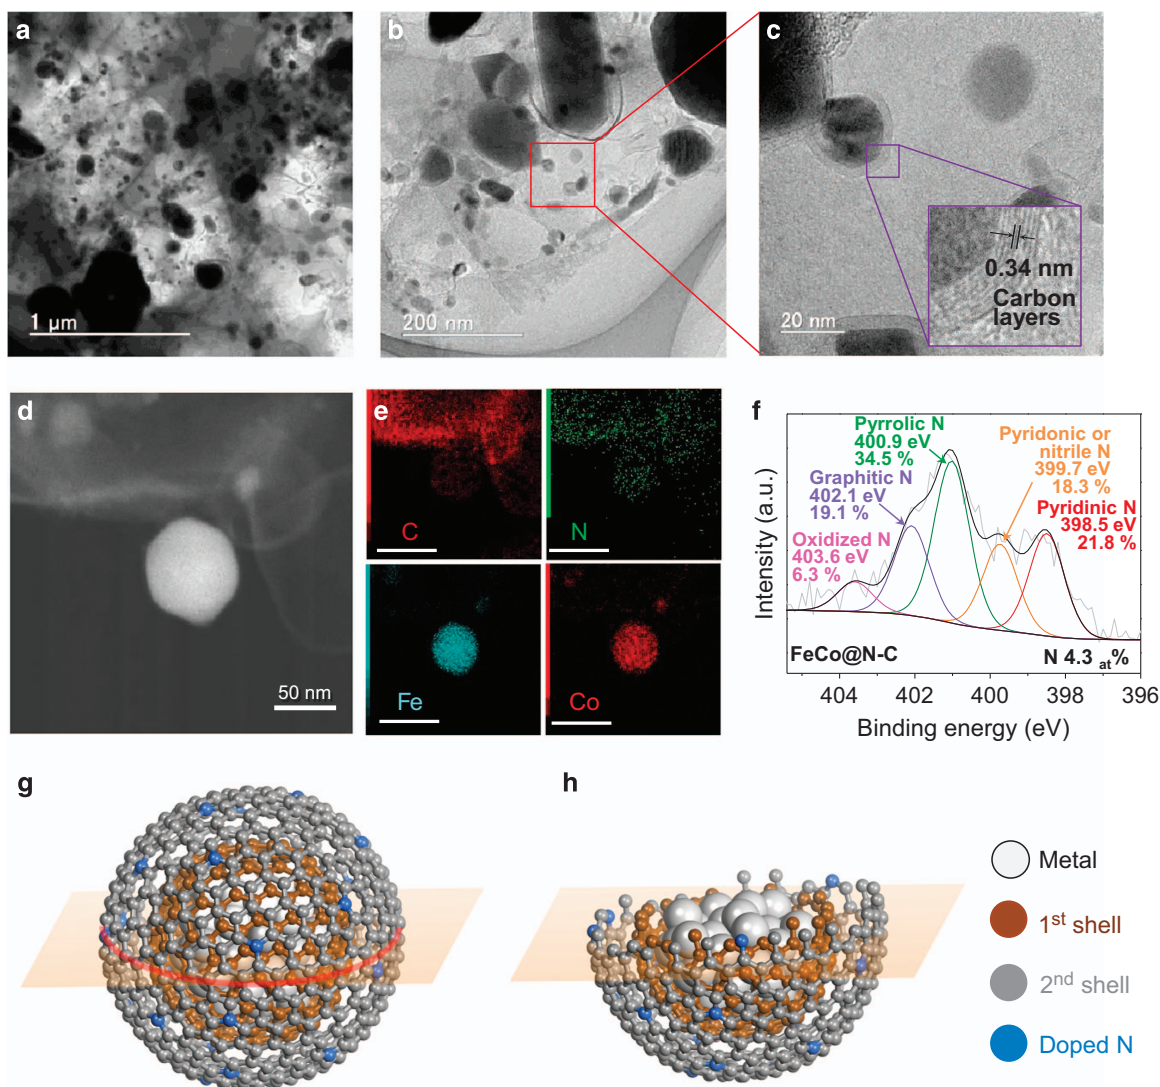 a
b
c
1 µm
200 nm
20 nm
0.34 nm
Carbon
layers
d
50 nm
e
C
N
Fe
Co
f
Pyrrolic N
400.9 eV
34.5 %
Pyridonic or
nitrile N
399.7 eV
18.3 %
Graphitic N
402.1 eV
19.1 %
Pyridinic N
398.5 eV
21.8 %
Oxidized N
403.6 eV
6.3 %
FeCo@N-C
N 4.3 at%
Intensity (a.u.)
404 402 400 398 396
Binding energy (eV)
g
h
Metal
1st shell
2nd shell
Doped N